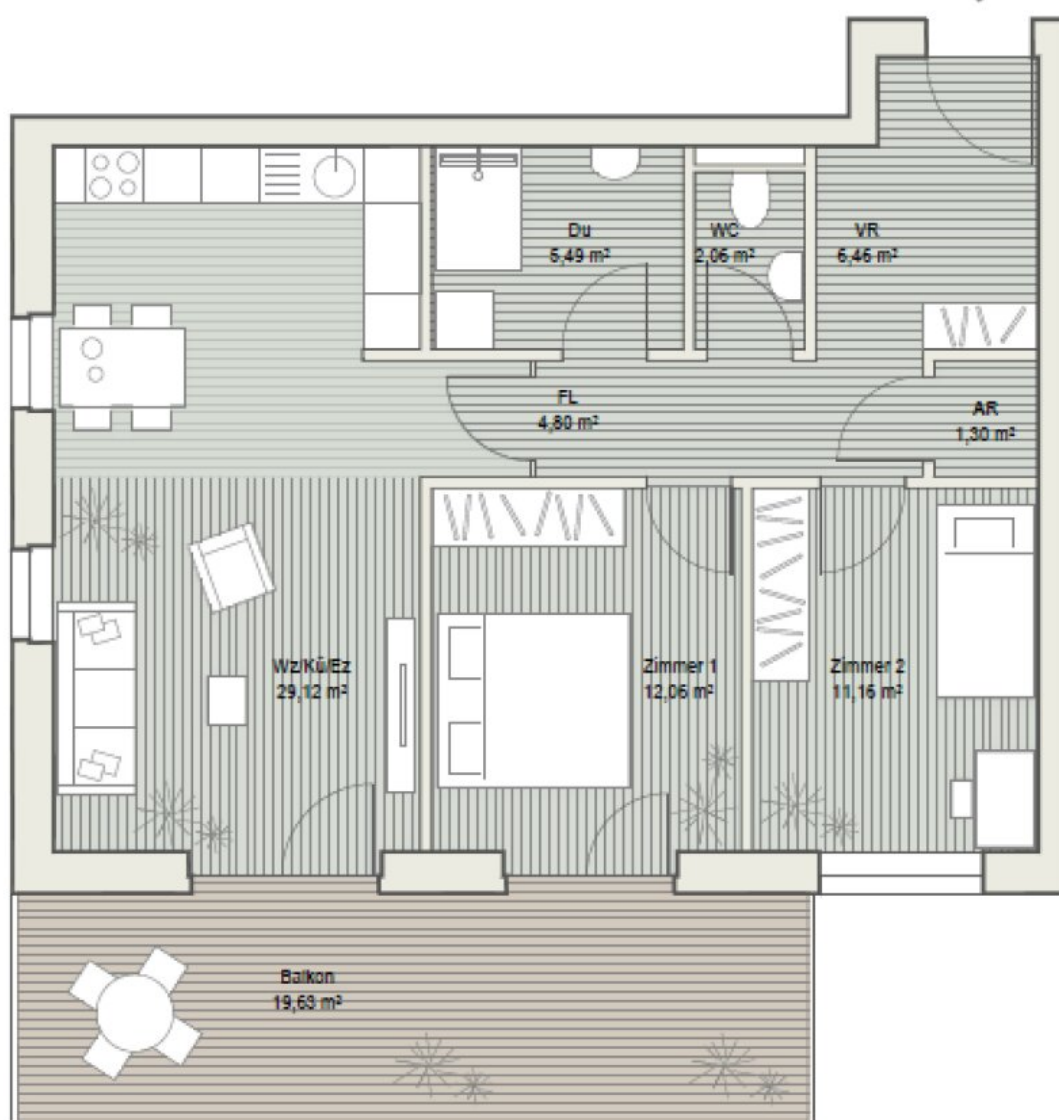 Du
5,49 m²
WC
2,06 m²
VR
6,46 m²
FL
4,80 m²
AR
1,30 m²
Wz/Kü/Ez
29,12 m²
Zimmer 1
12,06 m²
Zimmer 2
11,16 m²
Balkon
19,63 m²